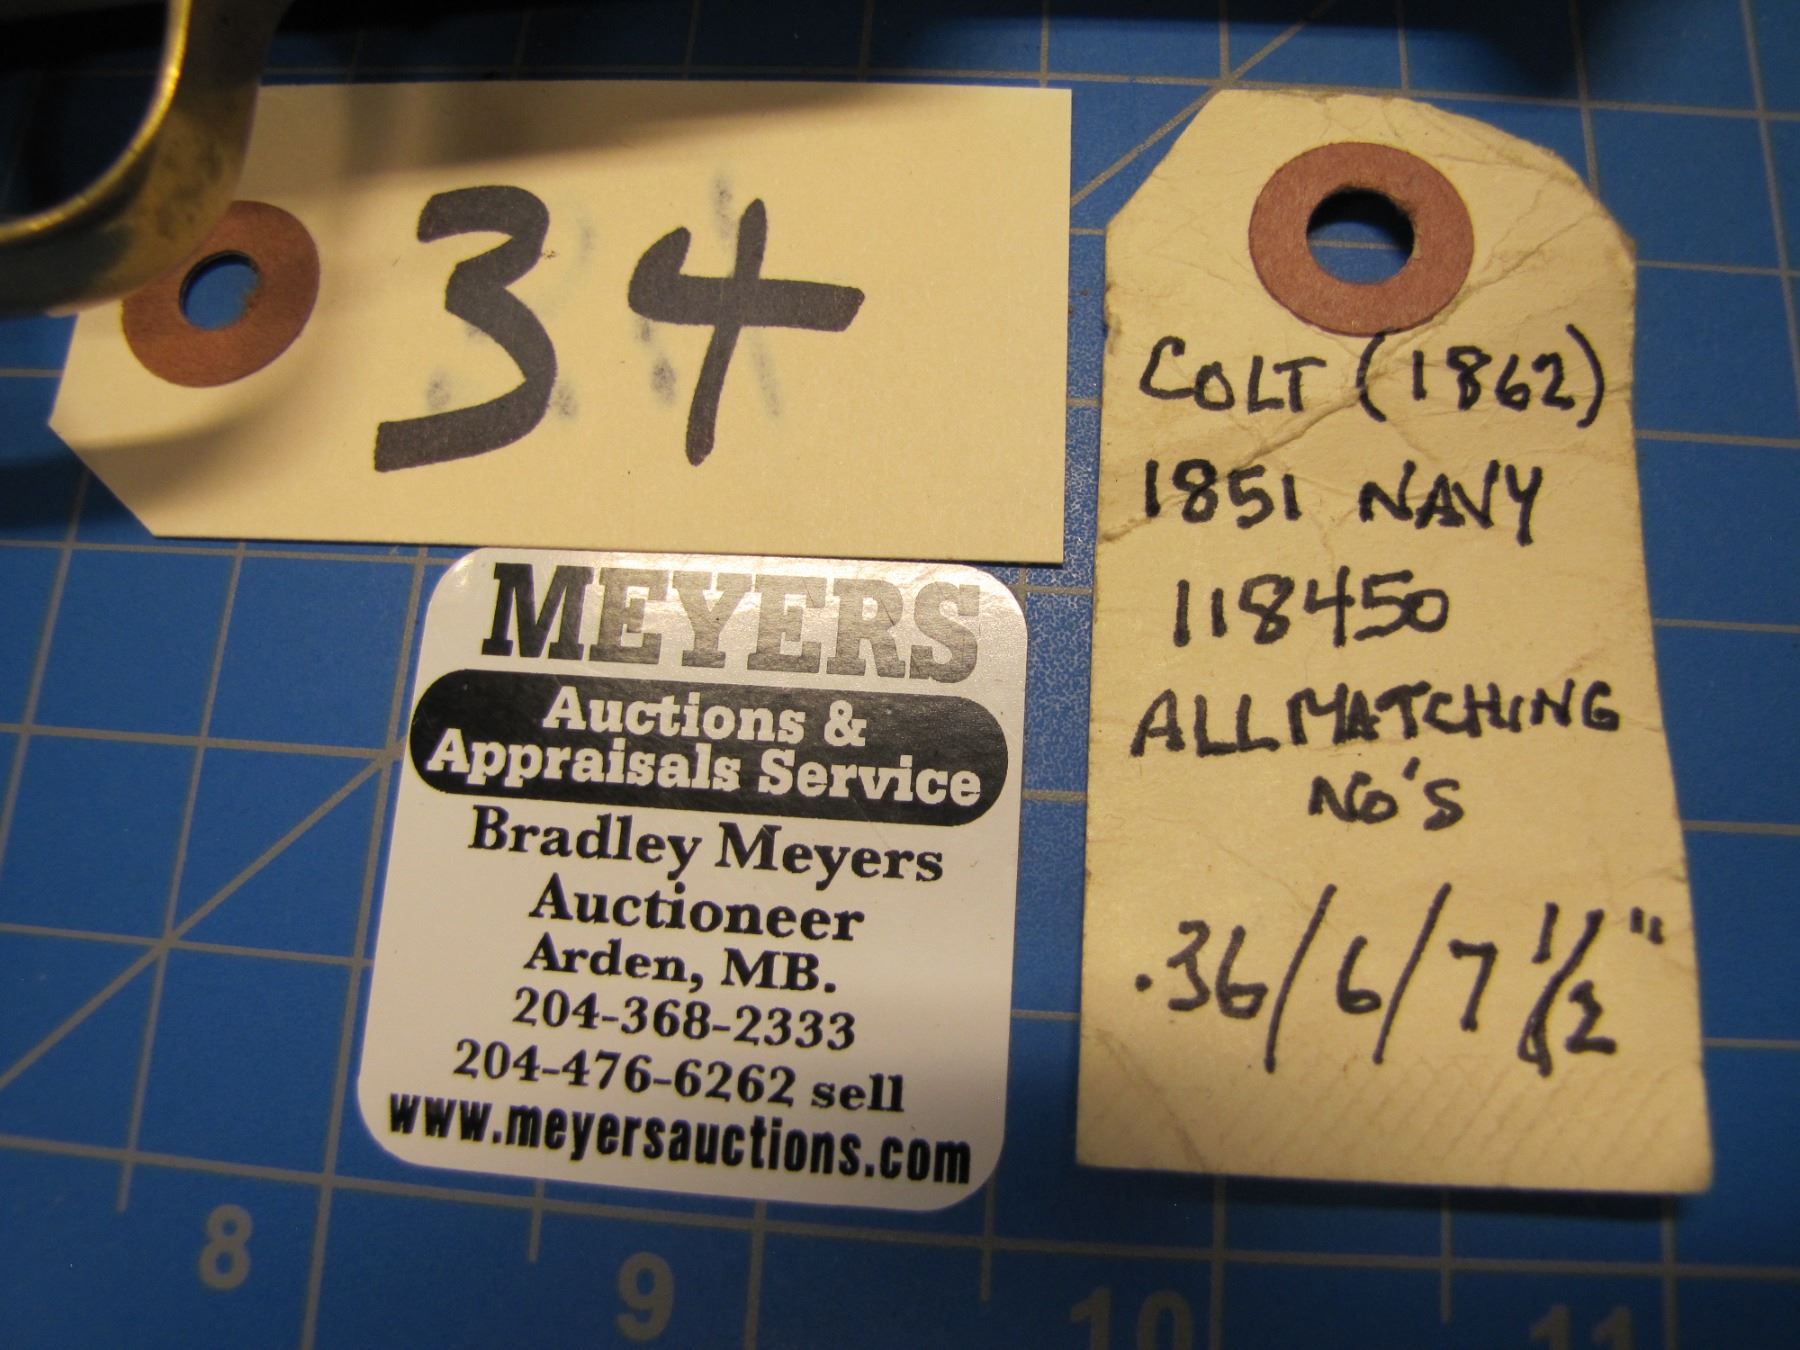 34
COLT (1862)
1851 NAVY
118450
ALL MATCHING
NO'S
.36/6/7 1/2"
MEYERS
Auctions &
Appraisals Service
Bradley Meyers
Auctioneer
Arden, MB.
204-368-2333
204-476-6262 sell
www.meyersauctions.com
8
9
10
11